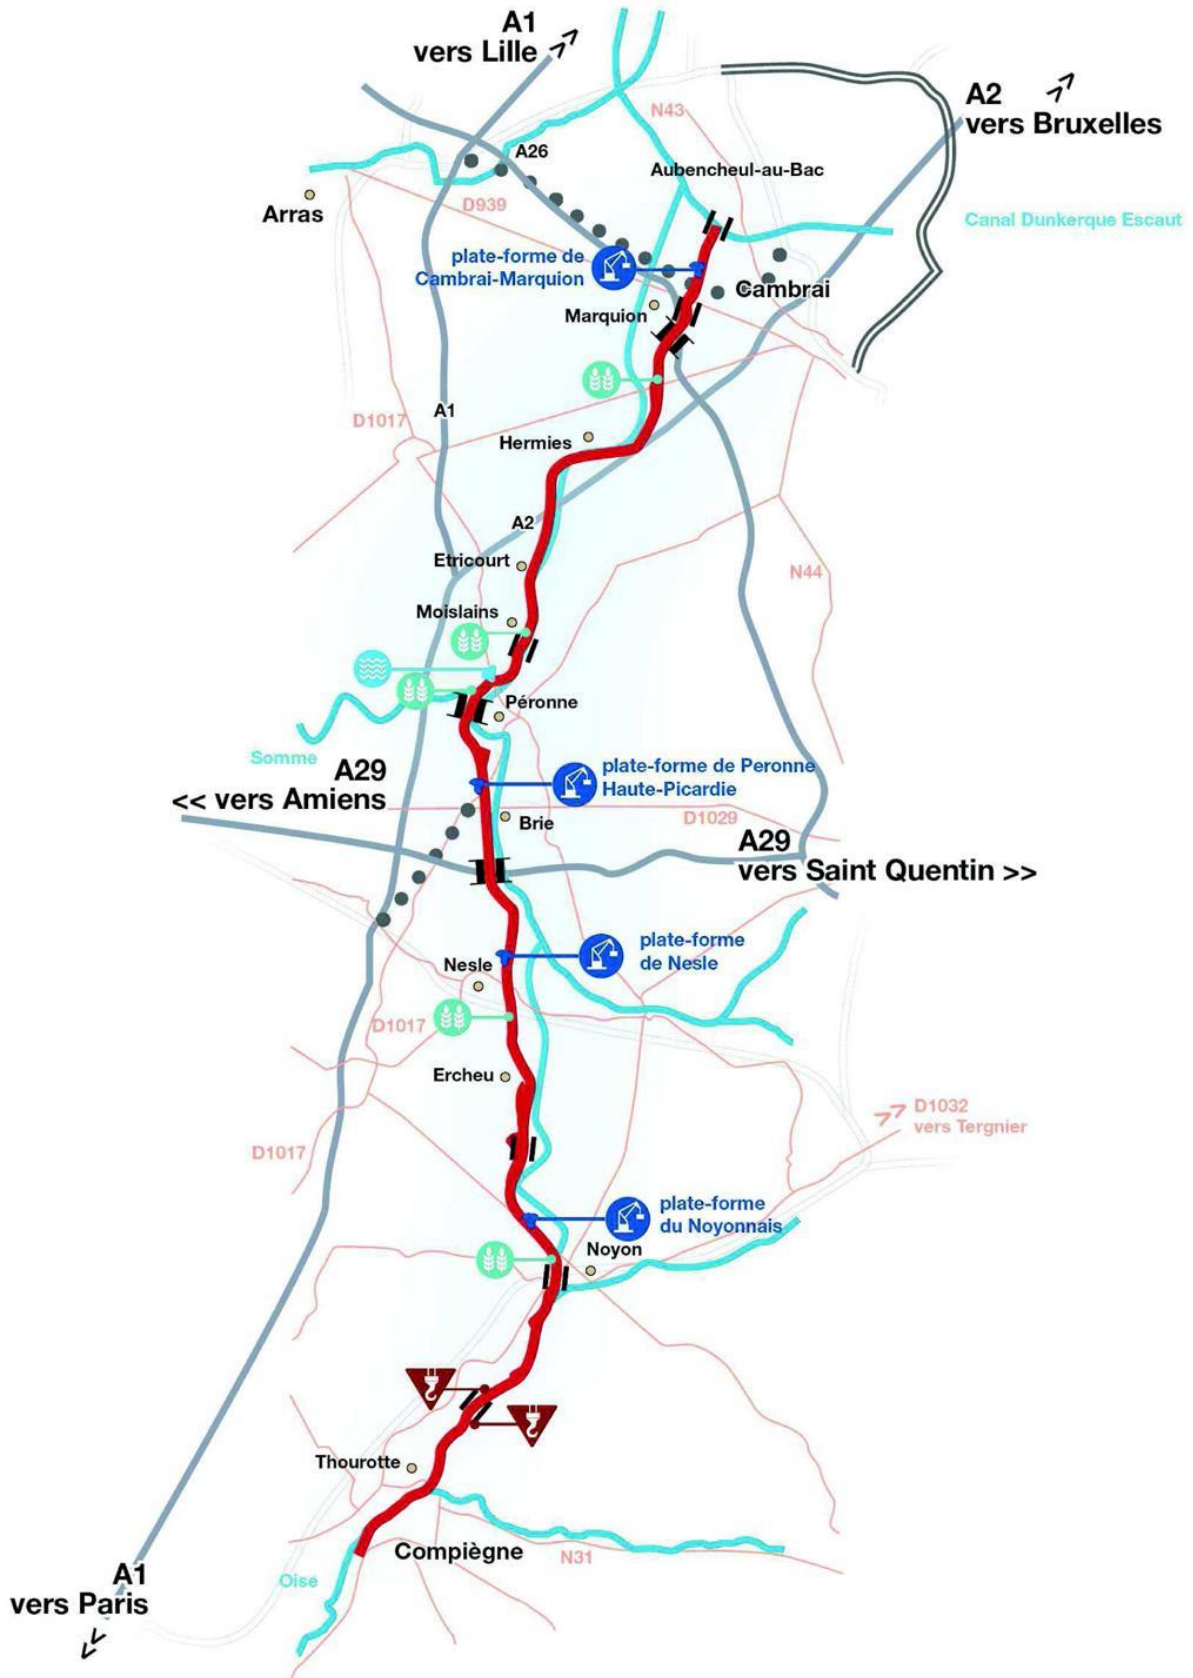 A1
vers Lille
A2
vers Bruxelles
N43
A26
Aubencheul-au-Bac
Arras
D939
Canal Dunkerque Escaut
plate-forme de
Cambrai-Marquion
Cambrai
Marquion
D1017
A1
Hermies
A2
Etricourt
N44
Moislains
Péronne
Somme
A29
<< vers Amiens
plate-forme de Peronne
Haute-Picardie
D1029
Brie
A29
vers Saint Quentin >>
plate-forme
de Nesle
Nesle
D1017
Ercheu
D1032
vers Tergnier
D1017
plate-forme
du Noyonnais
Noyon
Thourotte
Compiègne
N31
Oise
A1
vers Paris